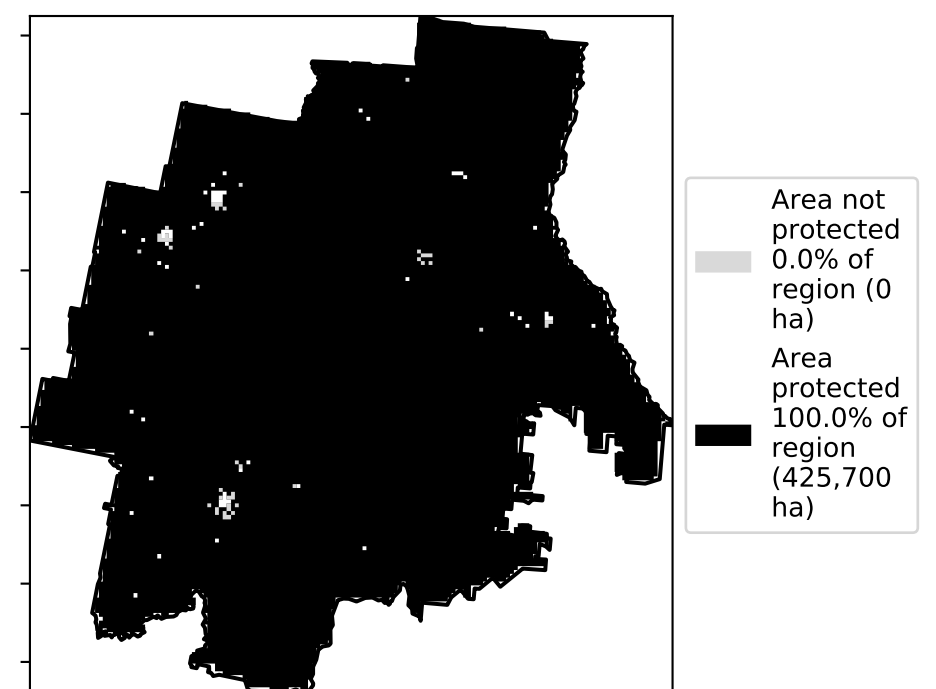 Area not
protected
0.0% of
region (0
ha)
Area
protected
100.0% of
region
(425,700
ha)